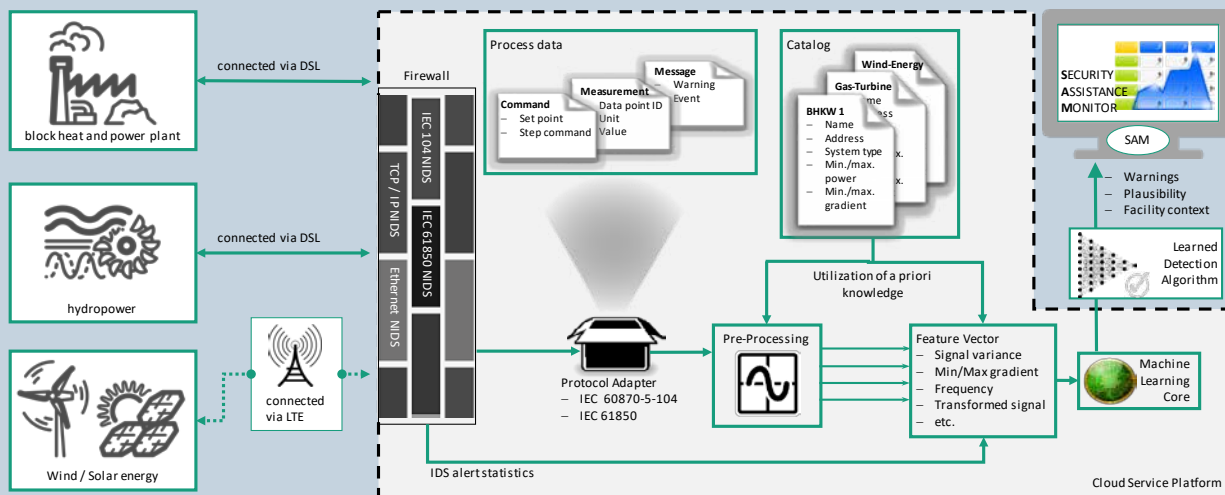 block heat and power plant
connected via DSL
hydropower
connected via DSL
Wind / Solar energy
connected
via LTE
Firewall
IEC 104 NIDS
TCP / IP NIDS
IEC 61850 NIDS
Ethernet NIDS
Process data
Command
– Set point
– Step command
Measurement
Data point ID
Unit
Value
Message
– Warning
Event
Catalog
Wind-Energy
Gas-Turbine
BHKW 1
– Name
– Address
– System type
– Min./max.
power
– Min./max.
gradient
Utilization of a priori
knowledge
Protocol Adapter
– IEC 60870-5-104
– IEC 61850
Pre-Processing
Feature Vector
– Signal variance
– Min/Max gradient
– Frequency
– Transformed signal
– etc.
IDS alert statistics
Machine
Learning
Core
Learned
Detection
Algorithm
– Warnings
– Plausibility
– Facility context
SAM
SECURITY
ASSISTANCE
MONITOR
Cloud Service Platform